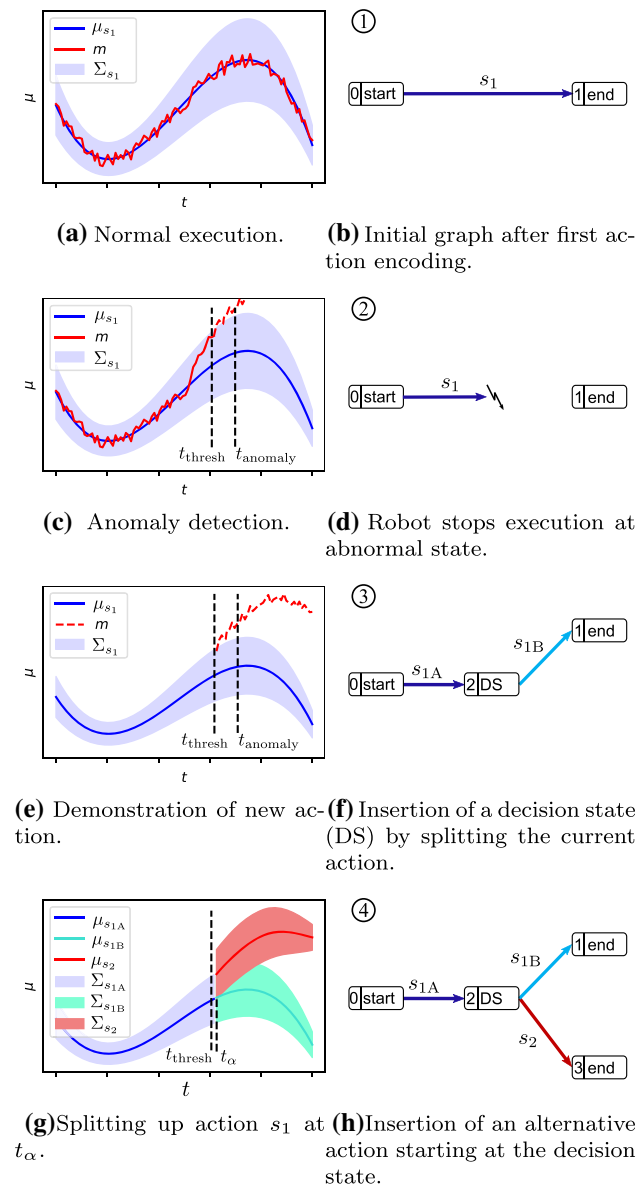 μ_{s_1}
m
Σ_{s_1}
μ
t
①
0 start
s_1
1 end
(a) Normal execution.
(b) Initial graph after first ac-
tion encoding.
μ_{s_1}
m
Σ_{s_1}
μ
t_thresh
t_anomaly
t
②
0 start
s_1
1 end
(c) Anomaly detection.
(d) Robot stops execution at
abnormal state.
μ_{s_1}
m
Σ_{s_1}
μ
t_thresh
t_anomaly
t
③
0 start
s_{1A}
2 DS
s_{1B}
1 end
(e) Demonstration of new ac-
tion.
(f) Insertion of a decision state
(DS) by splitting the current
action.
μ_{s_{1A}}
μ_{s_{1B}}
μ_{s_2}
Σ_{s_{1A}}
Σ_{s_{1B}}
Σ_{s_2}
μ
t_thresh
t_α
t
④
0 start
s_{1A}
2 DS
s_{1B}
1 end
s_2
3 end
(g)Splitting up action s_1 at
t_α.
(h)Insertion of an alternative
action starting at the decision
state.